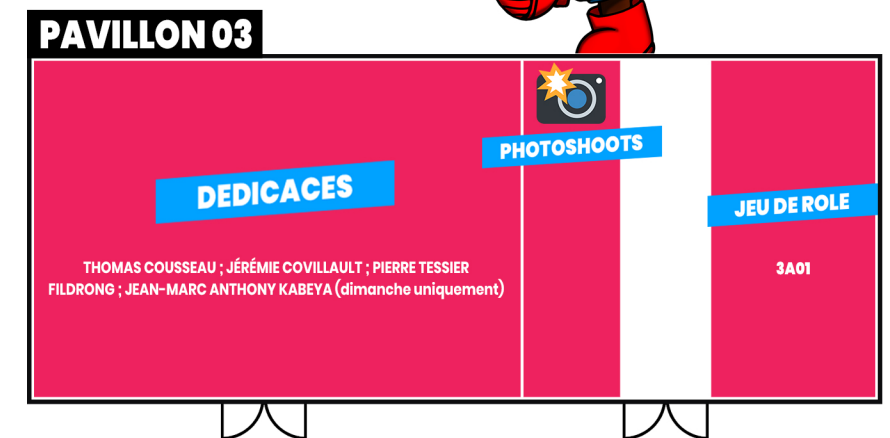 PAVILLON 03
PHOTOSHOOTS
DEDICACES
JEU DE ROLE
THOMAS COUSSEAU ; JÉRÉMIE COVILLAULT ; PIERRE TESSIER
FILDRONG ; JEAN-MARC ANTHONY KABEYA (dimanche uniquement)
3A01